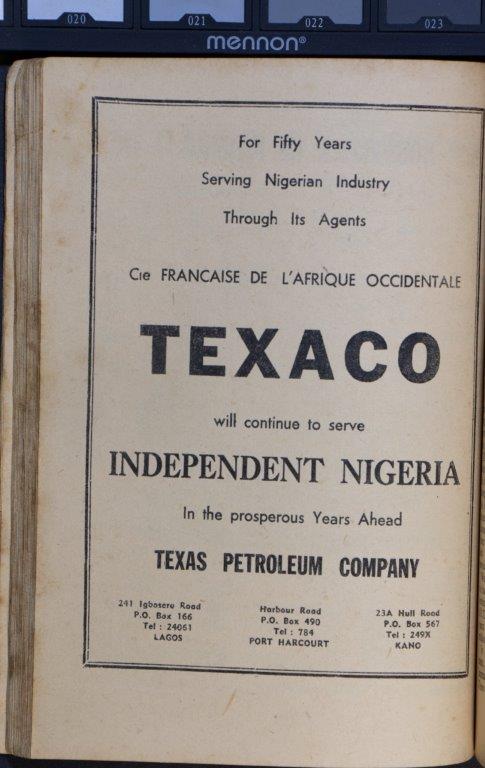 020 021 022 023
mennon®
For Fifty Years
Serving Nigerian Industry
Through Its Agents
Cie FRANCAISE DE L'AFRIQUE OCCIDENTALE
TEXACO
will continue to serve
INDEPENDENT NIGERIA
In the prosperous Years Ahead
TEXAS PETROLEUM COMPANY
241 Igbosere Road
P.O. Box 166
Tel : 24061
LAGOS
Harbour Road
P.O. Box 490
Tel : 784
PORT HARCOURT
23A Hull Road
P.O. Box 567
Tel : 249X
KANO